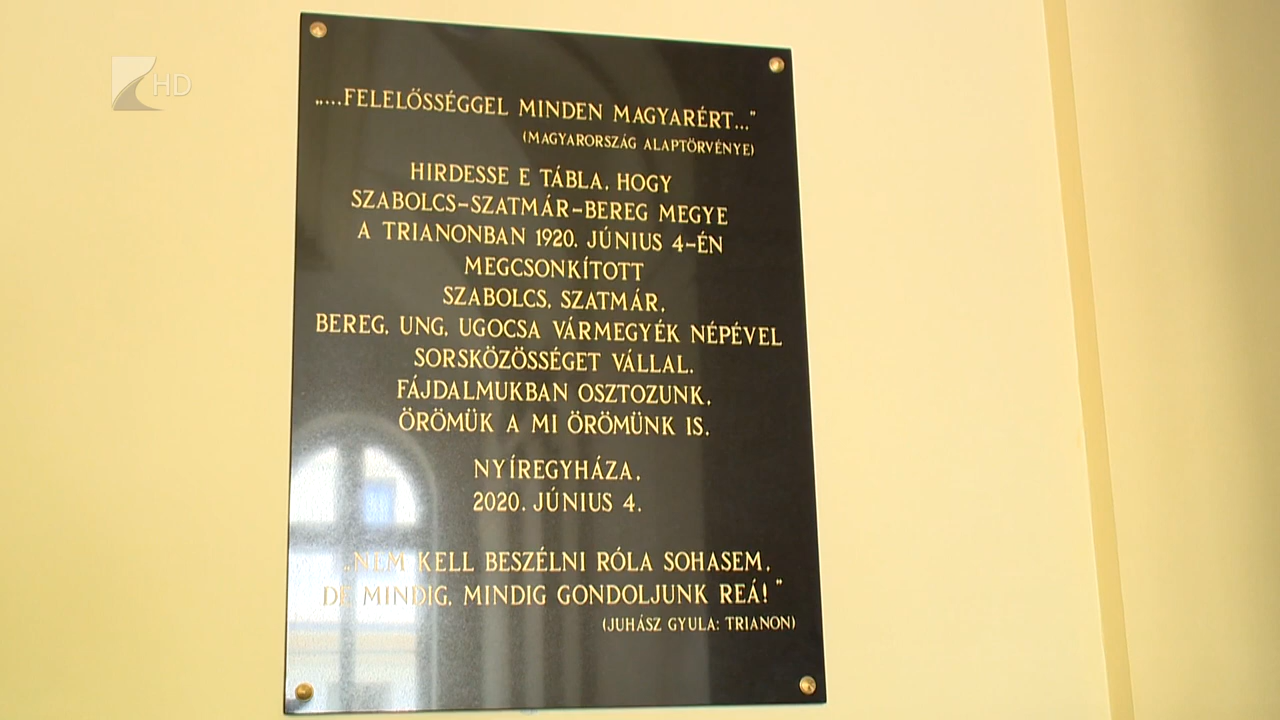 HD
„...FELELŐSSÉGGEL MINDEN MAGYARÉRT..."
(MAGYARORSZÁG ALAPTÖRVÉNYE)
HIRDESSE E TÁBLA, HOGY
SZABOLCS-SZATMÁR-BEREG MEGYE
A TRIANONBAN 1920. JÚNIUS 4-ÉN
MEGCSONKÍTOTT
SZABOLCS, SZATMÁR,
BEREG, UNG, UGOCSA VÁRMEGYÉK NÉPÉVEL
SORSKÖZÖSSÉGET VÁLLAL.
FÁJDALMUKBAN OSZTOZUNK,
ÖRÖMÜK A MI ÖRÖMÜNK IS.
NYÍREGYHÁZA,
2020. JÚNIUS 4.
„NEM KELL BESZÉLNI RÓLA SOHASEM,
DE MINDIG, MINDIG GONDOLJUNK REÁ!"
(JUHÁSZ GYULA: TRIANON)